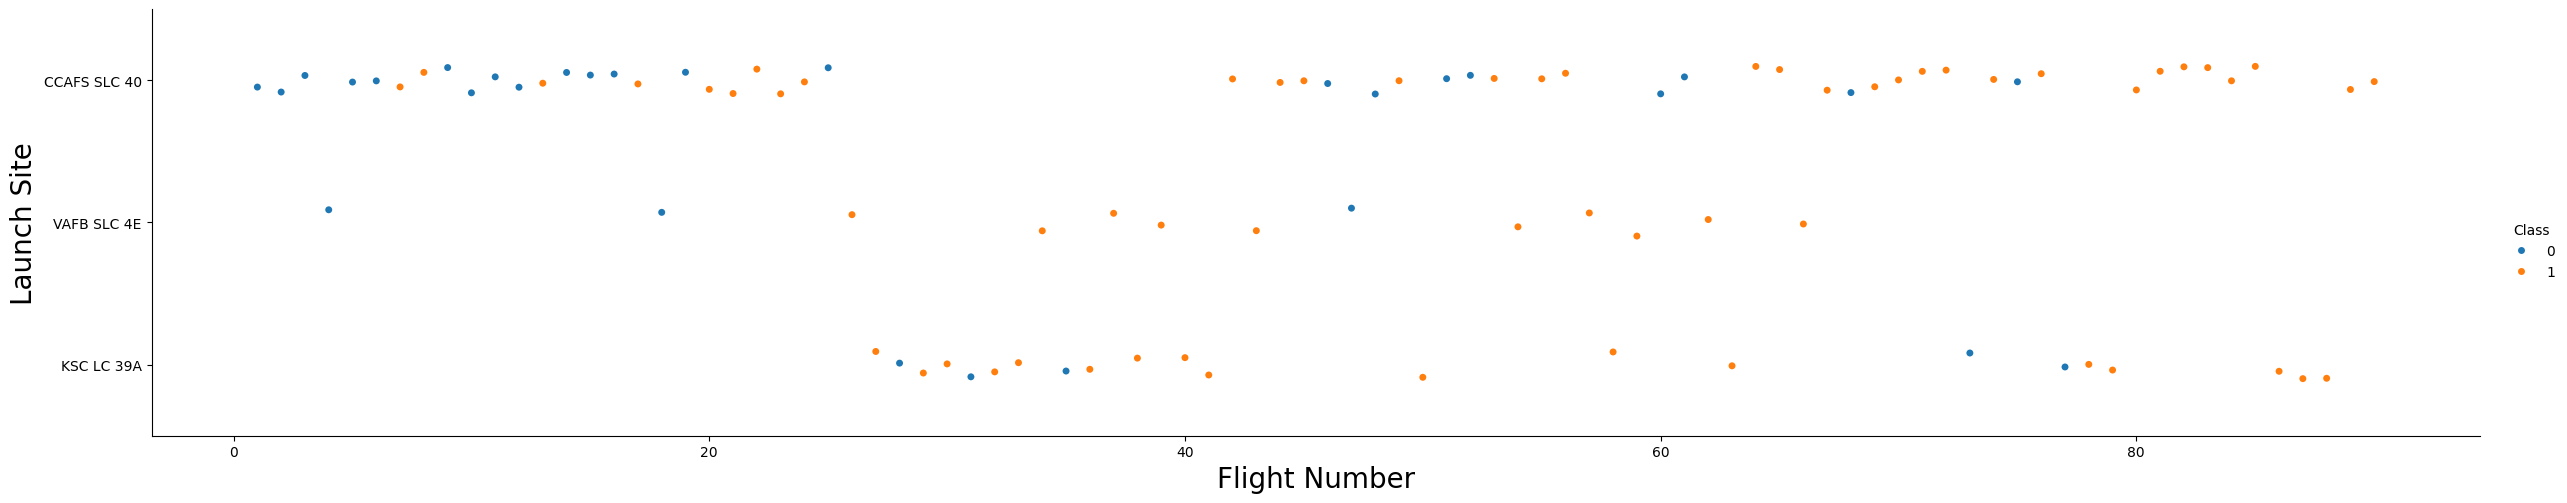 Launch Site
CCAFS SLC 40
VAFB SLC 4E
KSC LC 39A
0 20 40 60 80
Flight Number
Class
0
1